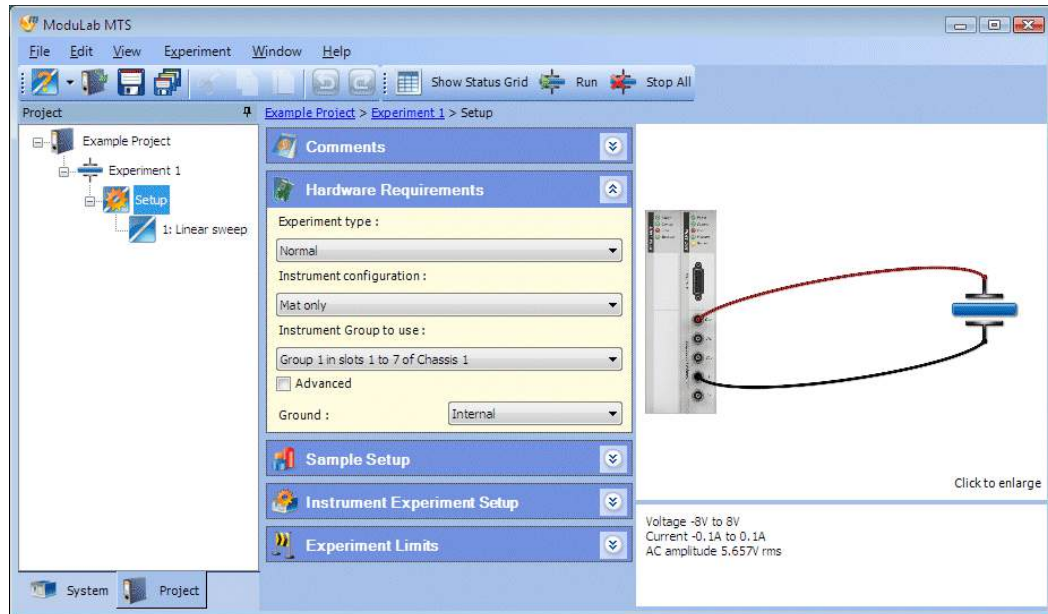 ModuLab MTS
File Edit View Experiment Window Help
Show Status Grid Run Stop All
Project
Example Project > Experiment 1 > Setup
Example Project
Experiment 1
Setup
1: Linear sweep
Comments
Hardware Requirements
Experiment type :
Normal
Instrument configuration :
Mat only
Instrument Group to use :
Group 1 in slots 1 to 7 of Chassis 1
Advanced
Ground :
Internal
Sample Setup
Instrument Experiment Setup
Experiment Limits
Click to enlarge
Voltage -8V to 8V
Current -0.1A to 0.1A
AC amplitude 5.657V rms
System Project